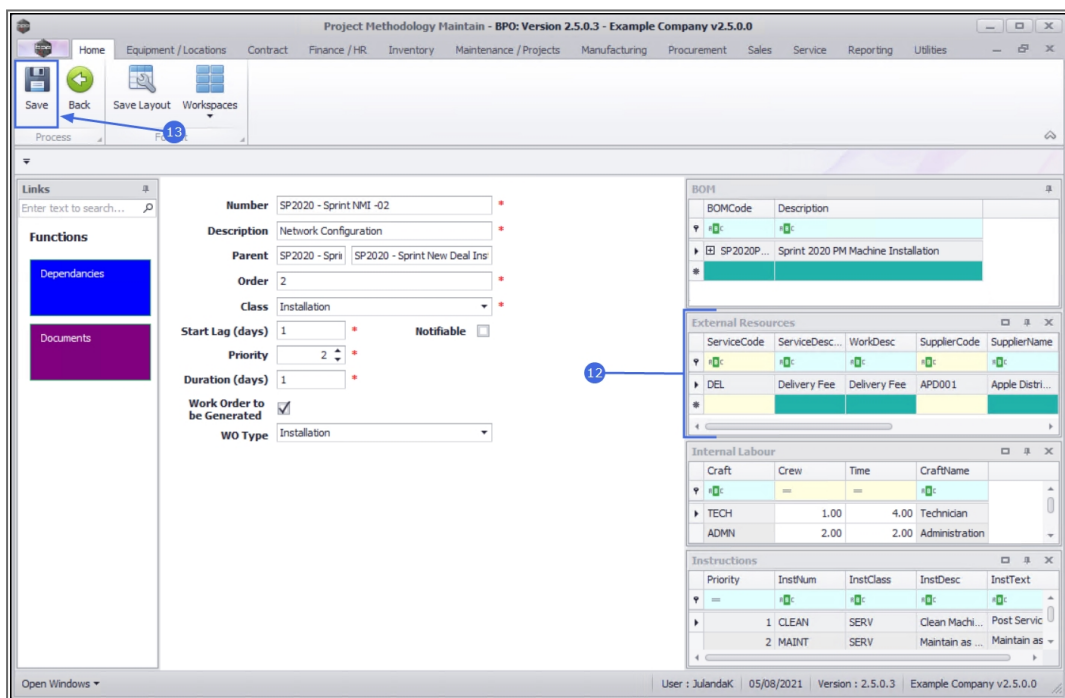 Project Methodology Maintain - BPO: Version 2.5.0.3 - Example Company v2.5.0.0
Home Equipment / Locations Contract Finance / HR Inventory Maintenance / Projects Manufacturing Procurement Sales Service Reporting Utilities
Save Back Save Layout Workspaces
13
Process
Links
Enter text to search...
Functions
Dependancies
Documents
Number SP2020 - Sprint NMI -02 *
Description Network Configuration *
Parent SP2020 - Spri SP2020 - Sprint New Deal Ins
Order 2 *
Class Installation *
Start Lag (days) 1 * Notifiable
Priority 2 *
Duration (days) 1 *
Work Order to
be Generated
WO Type Installation
BOM
BOMCode Description
SP2020P... Sprint 2020 PM Machine Installation
12
External Resources
ServiceCode ServiceDesc... WorkDesc SupplierCode SupplierName
DEL Delivery Fee Delivery Fee APD001 Apple Distri...
Internal Labour
Craft Crew Time CraftName
TECH 1.00 4.00 Technician
ADMN 2.00 2.00 Administration
Instructions
Priority InstNum InstClass InstDesc InstText
1 CLEAN SERV Clean Machi... Post Servic
2 MAINT SERV Maintain as ... Maintain as
Open Windows User : JulandaK 05/08/2021 Version : 2.5.0.3 Example Company v2.5.0.0